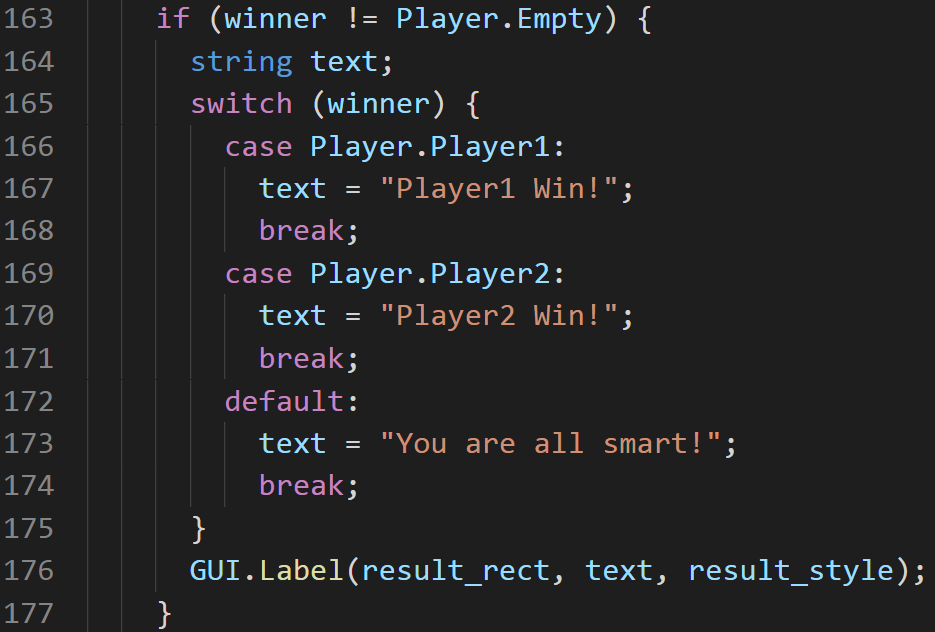 163 if (winner != Player.Empty) {
164 string text;
165 switch (winner) {
166 case Player.Player1:
167 text = "Player1 Win!";
168 break;
169 case Player.Player2:
170 text = "Player2 Win!";
171 break;
172 default:
173 text = "You are all smart!";
174 break;
175 }
176 GUI.Label(result_rect, text, result_style);
177 }